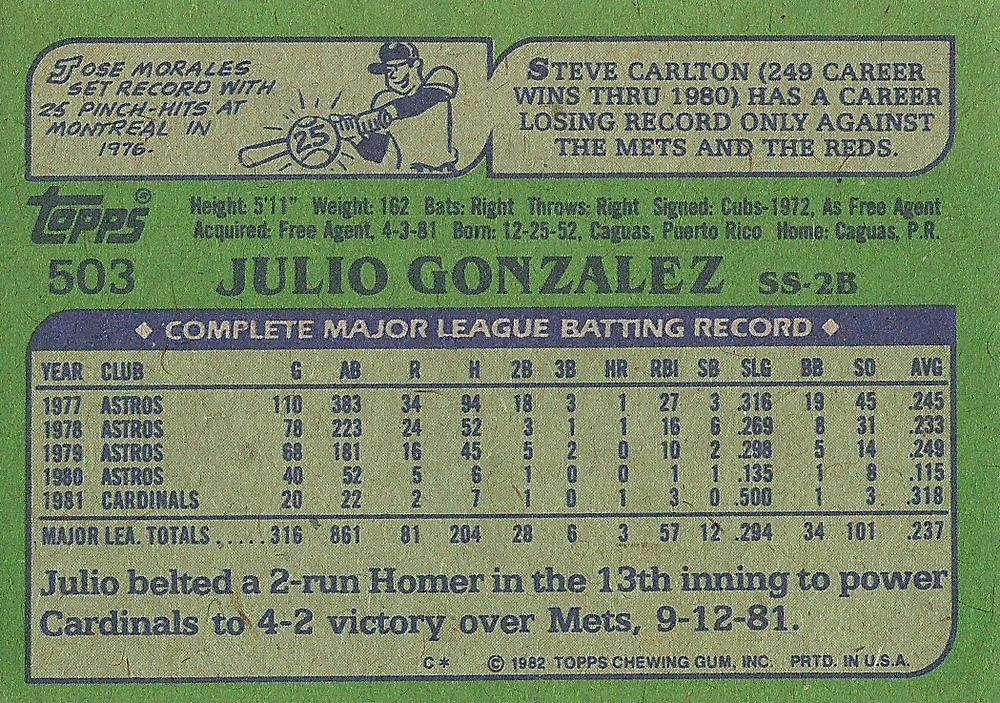 JOSE MORALES
SET RECORD WITH
25 PINCH-HITS AT
MONTREAL IN
1976.
25
STEVE CARLTON (249 CAREER
WINS THRU 1980) HAS A CAREER
LOSING RECORD ONLY AGAINST
THE METS AND THE REDS.
Topps®
Height: 5'11" Weight: 162 Bats: Right Throws: Right Signed: Cubs-1972, As Free Agent
Acquired: Free Agent, 4-3-81 Born: 12-25-52, Caguas, Puerto Rico Home: Caguas, P.R.
503 JULIO GONZALEZ SS-2B
◆ COMPLETE MAJOR LEAGUE BATTING RECORD ◆
YEAR CLUB G AB R H 2B 3B HR RBI SB SLG BB SO AVG
1977 ASTROS 110 383 34 94 18 3 1 27 3 .316 19 45 .245
1978 ASTROS 78 223 24 52 3 1 1 16 6 .269 8 31 .233
1979 ASTROS 68 181 16 45 5 2 0 10 2 .298 5 14 .249
1980 ASTROS 40 52 5 6 1 0 0 1 1 .135 1 8 .115
1981 CARDINALS 20 22 2 7 1 0 1 3 0 .500 1 3 .318
MAJOR LEA. TOTALS.....316 861 81 204 28 6 3 57 12 .294 34 101 .237
Julio belted a 2-run Homer in the 13th inning to power
Cardinals to 4-2 victory over Mets, 9-12-81.
C* © 1982 TOPPS CHEWING GUM, INC. PRTD. IN U.S.A.